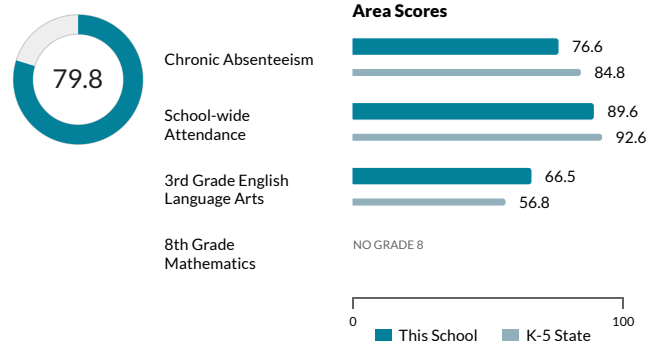 Area Scores
79.8
Chronic Absenteeism
76.6
84.8
School-wide
Attendance
89.6
92.6
3rd Grade English
Language Arts
66.5
56.8
8th Grade
Mathematics
NO GRADE 8
0
100
This School
K-5 State